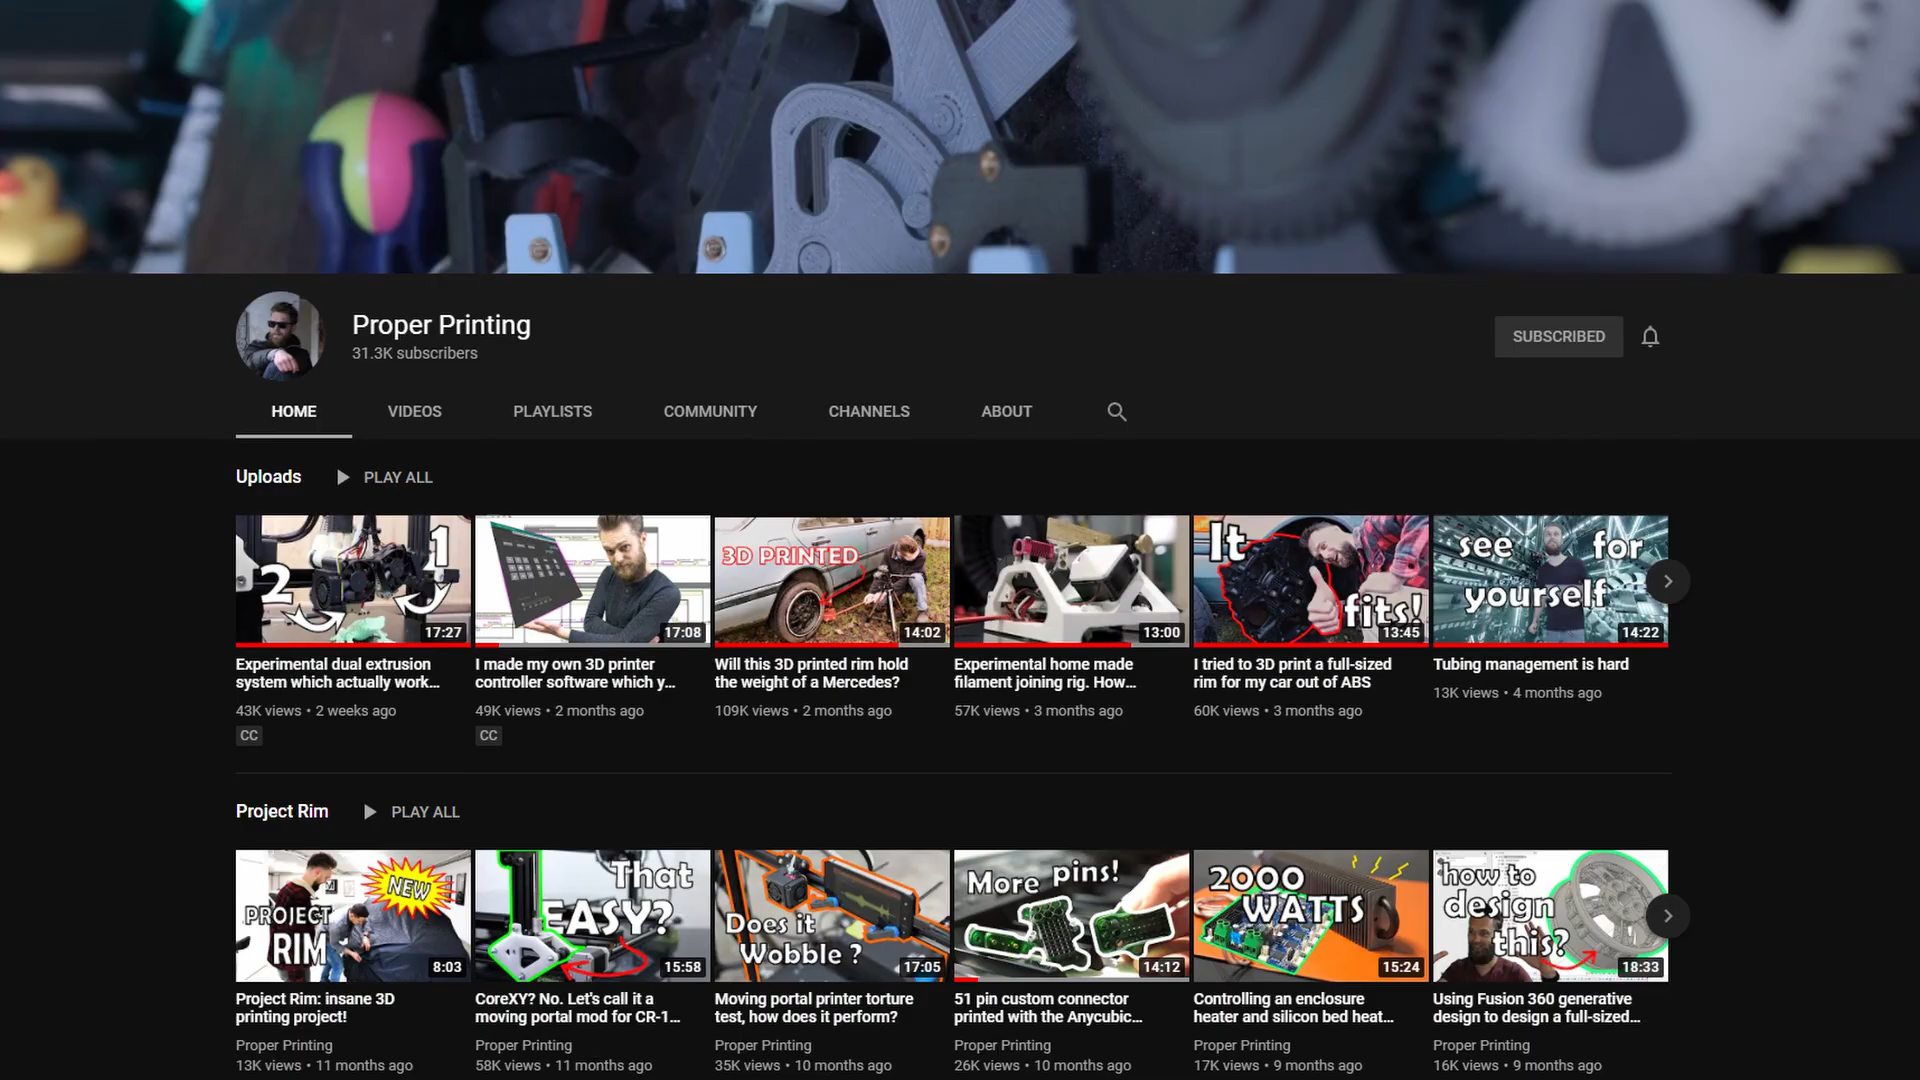 Proper Printing
31.3K subscribers
SUBSCRIBED
HOME
VIDEOS
PLAYLISTS
COMMUNITY
CHANNELS
ABOUT
Uploads
PLAY ALL
2
1
17:27
Experimental dual extrusion
system which actually work...
43K views • 2 weeks ago
CC
17:08
I made my own 3D printer
controller software which y...
49K views • 2 months ago
CC
3D PRINTED
14:02
Will this 3D printed rim hold
the weight of a Mercedes?
109K views • 2 months ago
13:00
Experimental home made
filament joining rig. How...
57K views • 3 months ago
It
fits!
13:45
I tried to 3D print a full-sized
rim for my car out of ABS
60K views • 3 months ago
see for
yourself
14:22
Tubing management is hard
13K views • 4 months ago
Project Rim
PLAY ALL
NEW
PROJECT
RIM
8:03
Project Rim: insane 3D
printing project!
Proper Printing
13K views • 11 months ago
That
EASY?
15:58
CoreXY? No. Let's call it a
moving portal mod for CR-1...
Proper Printing
58K views • 11 months ago
Does it
Wobble ?
17:05
Moving portal printer torture
test, how does it perform?
Proper Printing
35K views • 10 months ago
More pins!
14:12
51 pin custom connector
printed with the Anycubic...
Proper Printing
26K views • 10 months ago
2000
WATTS
15:24
Controlling an enclosure
heater and silicon bed heat...
Proper Printing
17K views • 9 months ago
how to
design
this?
18:33
Using Fusion 360 generative
design to design a full-sized...
Proper Printing
16K views • 9 months ago